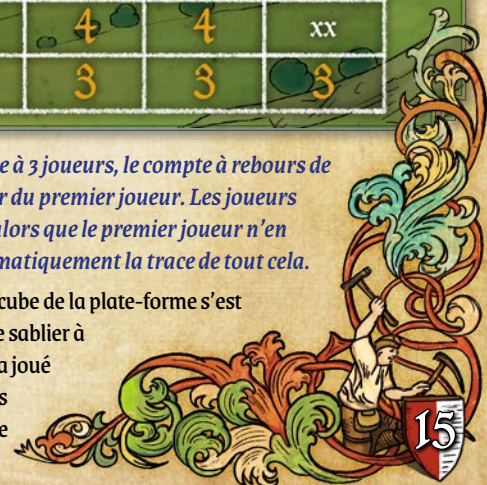 4 4 xx
3 3 3
e à 3 joueurs, le compte à rebours de
r du premier joueur. Les joueurs
alors que le premier joueur n’en
matiquement la trace de tout cela.
cube de la plate-forme s’est
e sablier à
a joué
s
e
15